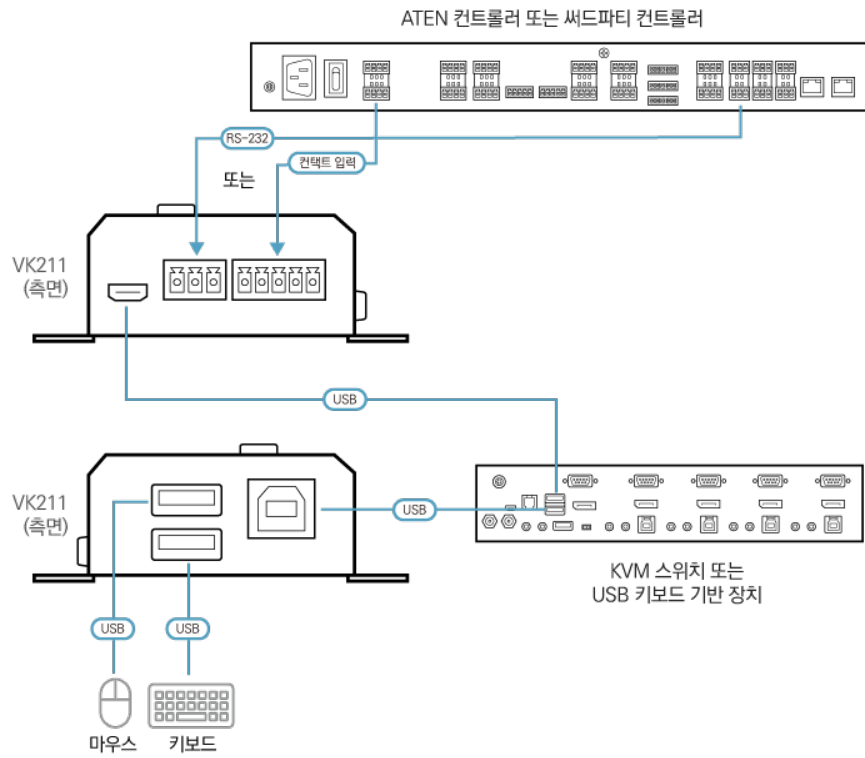 ATEN 컨트롤러 또는 써드파티 컨트롤러
RS-232
컨택트 입력
또는
VK211
(측면)
USB
VK211
(측면)
USB
KVM 스위치 또는
USB 키보드 기반 장치
USB
USB
마우스
키보드